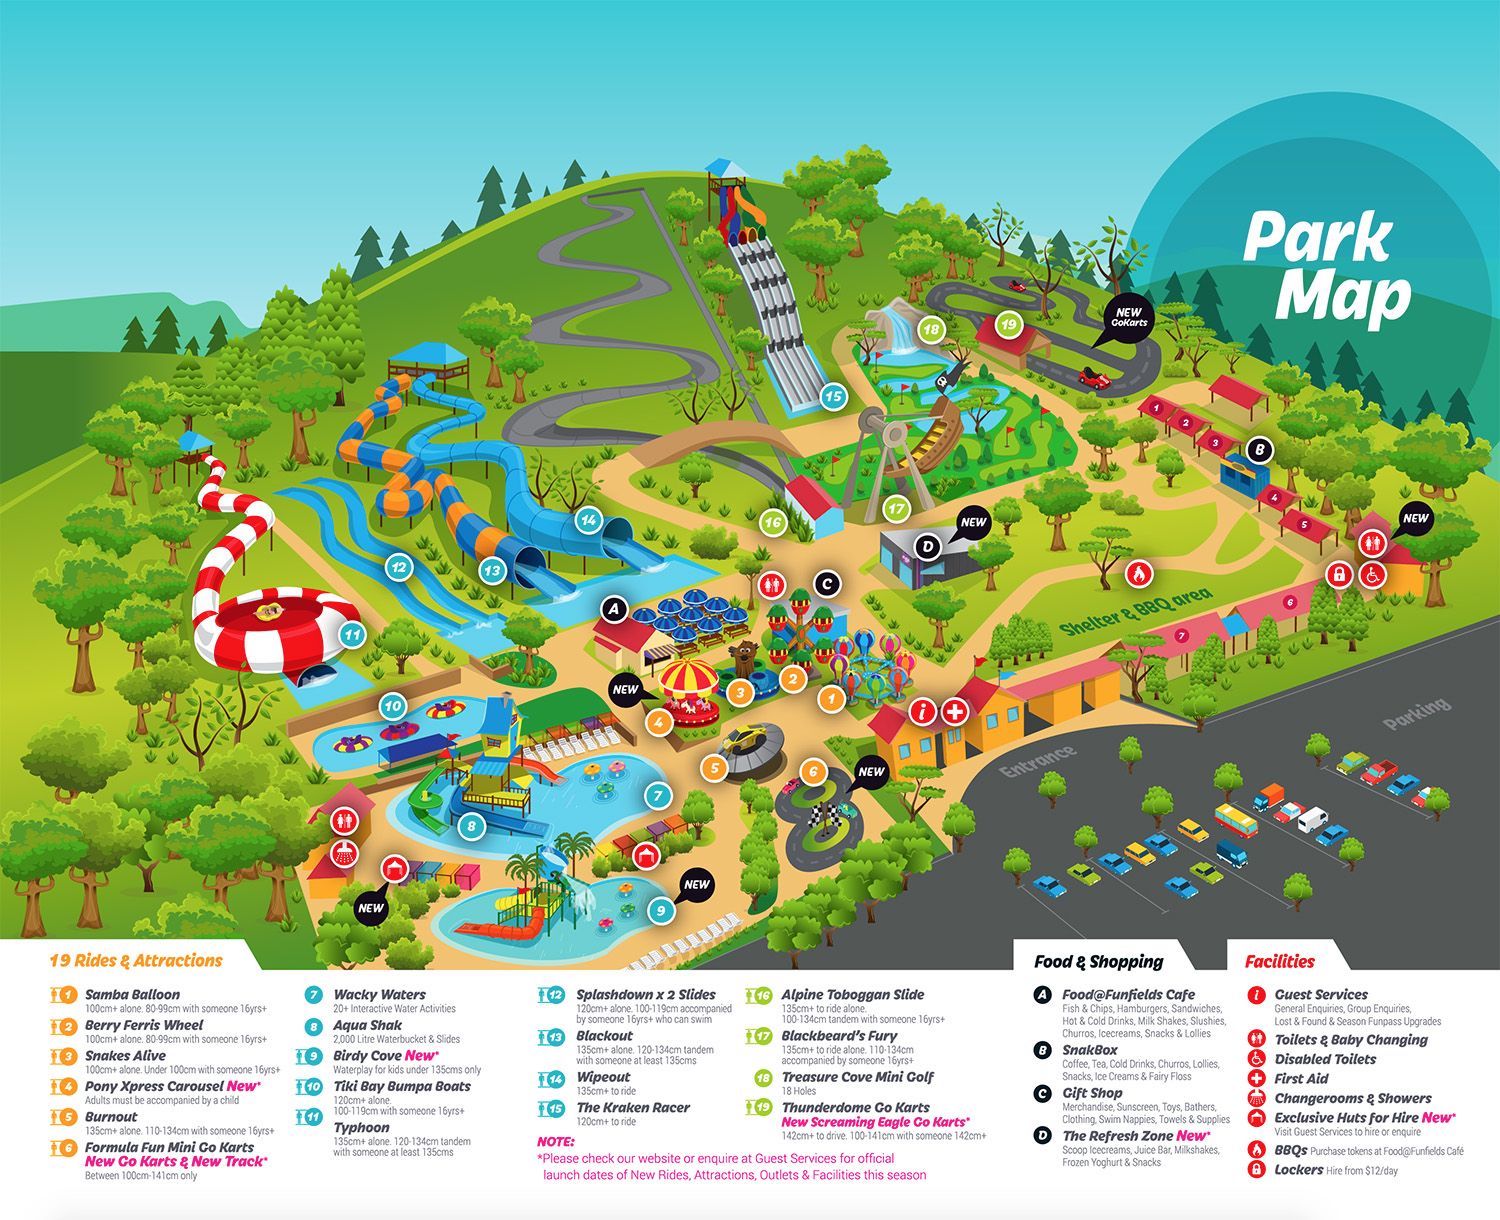 Park
Map
NEW
GoKarts
18
19
15
1
2
3
B
4
5
NEW
17
16
NEW
D
14
13
12
11
A
C
Shelter & BBQ area
6
7
NEW
3
2
1
4
i
10
5
6
NEW
7
8
9
NEW
NEW
Entrance
Parking
19 Rides & Attractions
1 Samba Balloon
100cm+ alone. 80-99cm with someone 16yrs+
2 Berry Ferris Wheel
100cm+ alone. 80-99cm with someone 16yrs+
3 Snakes Alive
100cm+ alone. Under 100cm with someone 16yrs+
4 Pony Xpress Carousel New*
Adults must be accompanied by a child
5 Burnout
135cm+ alone. 110-134cm with someone 16yrs+
6 Formula Fun Mini Go Karts
New Go Karts & New Track*
Between 100cm-141cm only
7 Wacky Waters
20+ Interactive Water Activities
8 Aqua Shak
2,000 Litre Waterbucket & Slides
9 Birdy Cove New*
Waterplay for kids under 135cms only
10 Tiki Bay Bumpa Boats
120cm+ alone.
100-119cm with someone 16yrs+
11 Typhoon
135cm+ alone. 120-134cm tandem
with someone at least 135cms
12 Splashdown x 2 Slides
120cm+ alone. 100-119cm accompanied
by someone 16yrs+ who can swim
13 Blackout
135cm+ alone. 120-134cm tandem
with someone at least 135cms
14 Wipeout
135cm+ to ride
15 The Kraken Racer
120cm+ to ride
NOTE:
*Please check our website or enquire at Guest Services for official
launch dates of New Rides, Attractions, Outlets & Facilities this season
16 Alpine Toboggan Slide
135cm+ to ride alone.
100-134cm tandem with someone 16yrs+
17 Blackbeard's Fury
135cm+ to ride alone. 110-134cm
accompanied by someone 16yrs+
18 Treasure Cove Mini Golf
18 Holes
19 Thunderdome Go Karts
New Screaming Eagle Go Karts*
142cm+ to drive. 100-141cm with someone 142cm+
Food & Shopping
A Food@Funfields Cafe
Fish & Chips, Hamburgers, Sandwiches,
Hot & Cold Drinks, Milk Shakes, Slushies,
Churros, Icecreams, Snacks & Lollies
B SnakBox
Coffee, Tea, Cold Drinks, Churros, Lollies,
Snacks, Ice Creams & Fairy Floss
C Gift Shop
Merchandise, Sunscreen, Toys, Bathers,
Clothing, Swim Nappies, Towels & Supplies
D The Refresh Zone New*
Scoop Icecreams, Juice Bar, Milkshakes,
Frozen Yoghurt & Snacks
Facilities
i Guest Services
General Enquiries, Group Enquiries,
Lost & Found & Season Funpass Upgrades
Toilets & Baby Changing
Disabled Toilets
First Aid
Changerooms & Showers
Exclusive Huts for Hire New*
Visit Guest Services to hire or enquire
BBQs Purchase tokens at Food@Funfields Café
Lockers Hire from $12/day